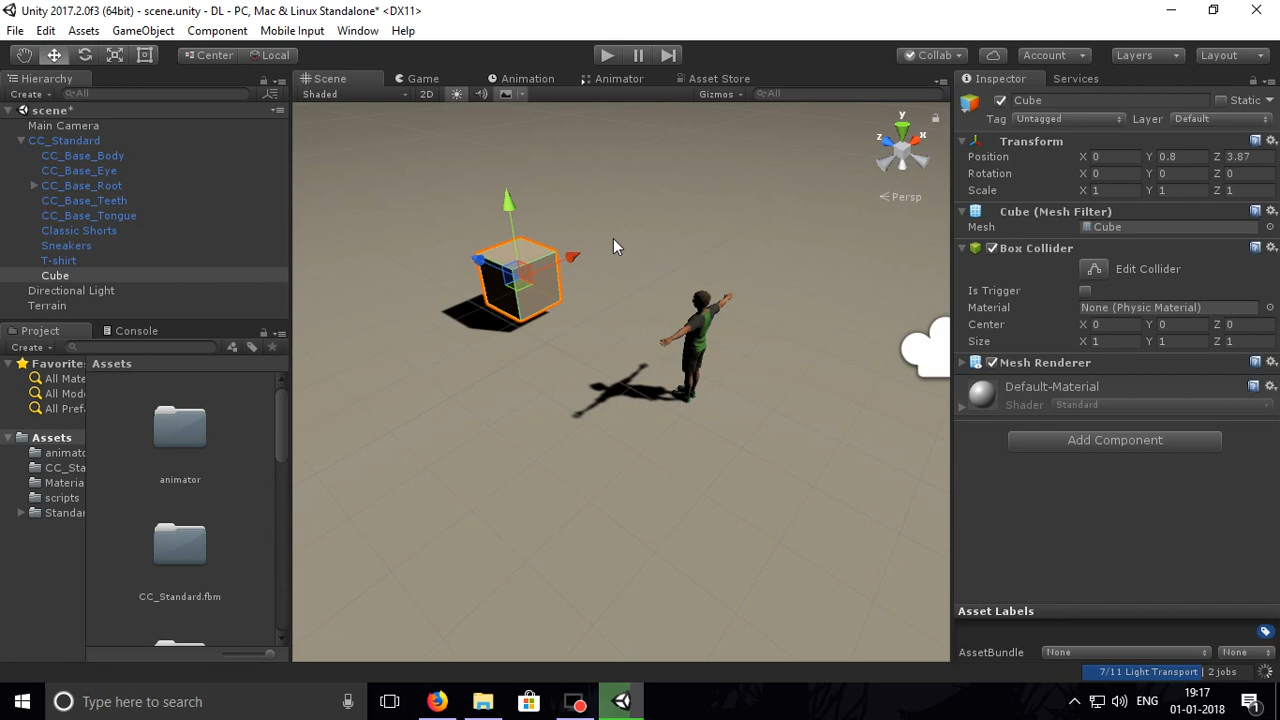 Unity 2017.2.0f3 (64bit) - scene.unity - DL - PC, Mac & Linux Standalone* <DX11>
File Edit Assets GameObject Component Mobile Input Window Help
Center Local Collab Account Layers Layout
Hierarchy
Create All
scene*
Main Camera
CC_Standard
CC_Base_Body
CC_Base_Eye
CC_Base_Root
CC_Base_Teeth
CC_Base_Tongue
Classic Shorts
Sneakers
T-shirt
Cube
Directional Light
Terrain
Project Console
Create
Favorite
All Mate
All Mode
All Pref
Assets
animato
CC_Sta
Materia
scripts
Standar
Assets
animator
CC_Standard.fbm
Scene Game Animation Animator Asset Store
Shaded 2D Gizmos All
y
z x
Persp
Inspector Services
Cube Static
Tag Untagged Layer Default
Transform
Position X 0 Y 0.8 Z 3.87
Rotation X 0 Y 0 Z 0
Scale X 1 Y 1 Z 1
Cube (Mesh Filter)
Mesh Cube
Box Collider
Edit Collider
Is Trigger
Material None (Physic Material)
Center X 0 Y 0 Z 0
Size X 1 Y 1 Z 1
Mesh Renderer
Default-Material
Shader Standard
Add Component
Asset Labels
AssetBundle None None
7/11 Light Transport | 2 jobs
Type here to search
ENG
19:17
01-01-2018
1